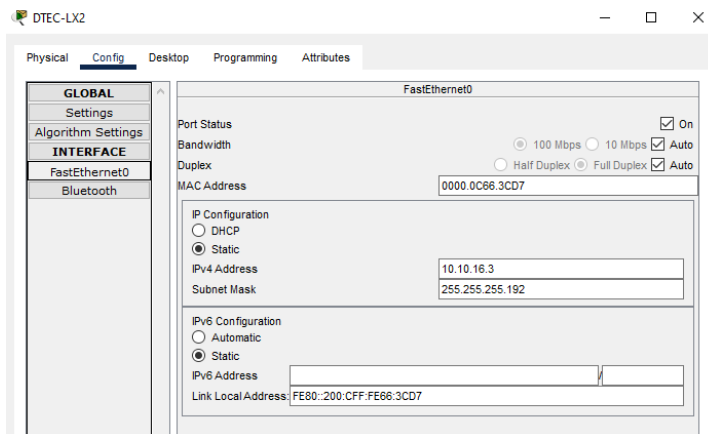 DTEC-LX2
Physical Config Desktop Programming Attributes
GLOBAL
Settings
Algorithm Settings
INTERFACE
FastEthernet0
Bluetooth
FastEthernet0
Port Status On
Bandwidth 100 Mbps 10 Mbps Auto
Duplex Half Duplex Full Duplex Auto
MAC Address 0000.0C66.3CD7
IP Configuration
DHCP
Static
IPv4 Address 10.10.16.3
Subnet Mask 255.255.255.192
IPv6 Configuration
Automatic
Static
IPv6 Address /
Link Local Address: FE80::200:CFF:FE66:3CD7